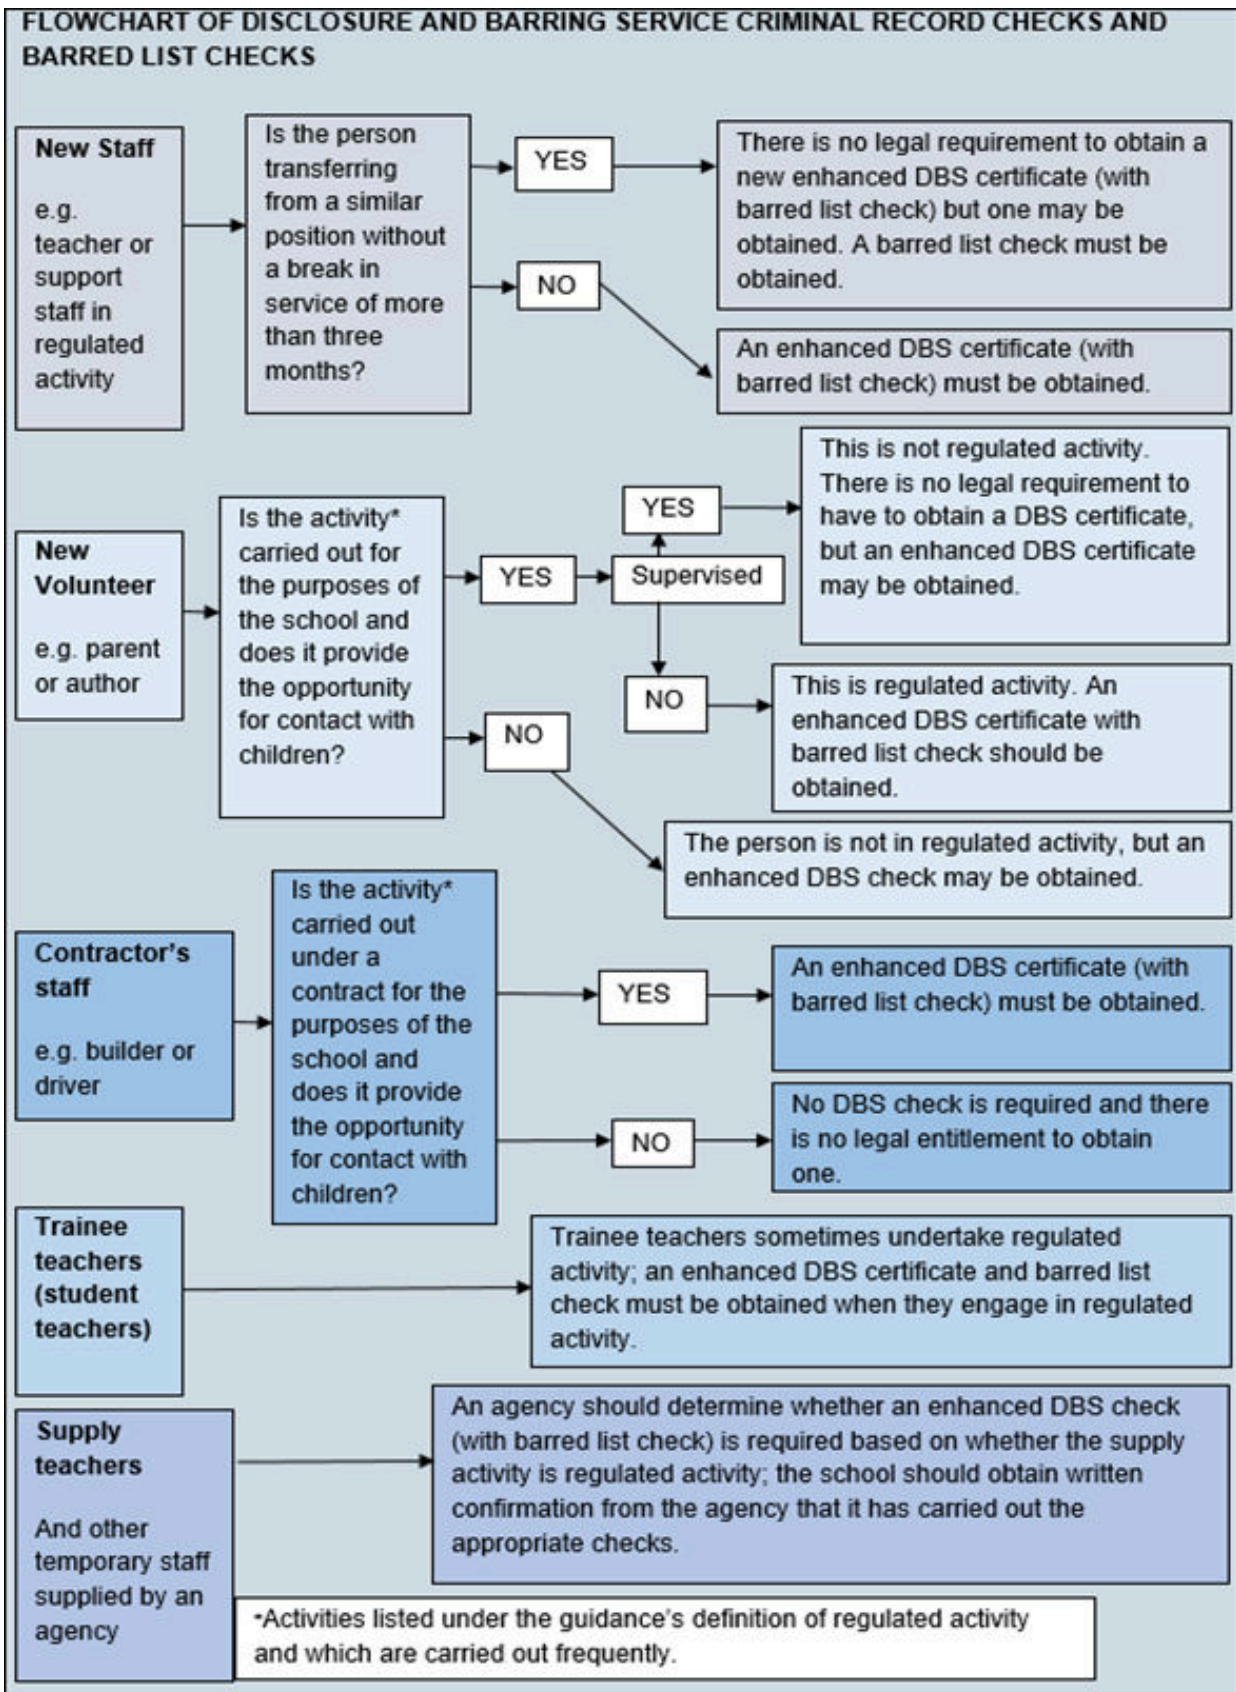 FLOWCHART OF DISCLOSURE AND BARRING SERVICE CRIMINAL RECORD CHECKS AND
BARRED LIST CHECKS
New Staff
e.g.
teacher or
support
staff in
regulated
activity
Is the person
transferring
from a similar
position without
a break in
service of more
than three
months?
YES
There is no legal requirement to obtain a
new enhanced DBS certificate (with
barred list check) but one may be
obtained. A barred list check must be
obtained.
NO
An enhanced DBS certificate (with
barred list check) must be obtained.
New
Volunteer
e.g. parent
or author
Is the activity*
carried out for
the purposes of
the school and
does it provide
the opportunity
for contact with
children?
YES
Supervised
YES
This is not regulated activity.
There is no legal requirement to
have to obtain a DBS certificate,
but an enhanced DBS certificate
may be obtained.
NO
This is regulated activity. An
enhanced DBS certificate with
barred list check should be
obtained.
NO
The person is not in regulated activity, but an
enhanced DBS check may be obtained.
Contractor's
staff
e.g. builder or
driver
Is the activity*
carried out
under a
contract for the
purposes of the
school and
does it provide
the opportunity
for contact with
children?
YES
An enhanced DBS certificate (with
barred list check) must be obtained.
NO
No DBS check is required and there
is no legal entitlement to obtain
one.
Trainee
teachers
(student
teachers)
Trainee teachers sometimes undertake regulated
activity; an enhanced DBS certificate and barred list
check must be obtained when they engage in regulated
activity.
Supply
teachers
And other
temporary staff
supplied by an
agency
An agency should determine whether an enhanced DBS check
(with barred list check) is required based on whether the supply
activity is regulated activity; the school should obtain written
confirmation from the agency that it has carried out the
appropriate checks.
*Activities listed under the guidance's definition of regulated activity
and which are carried out frequently.